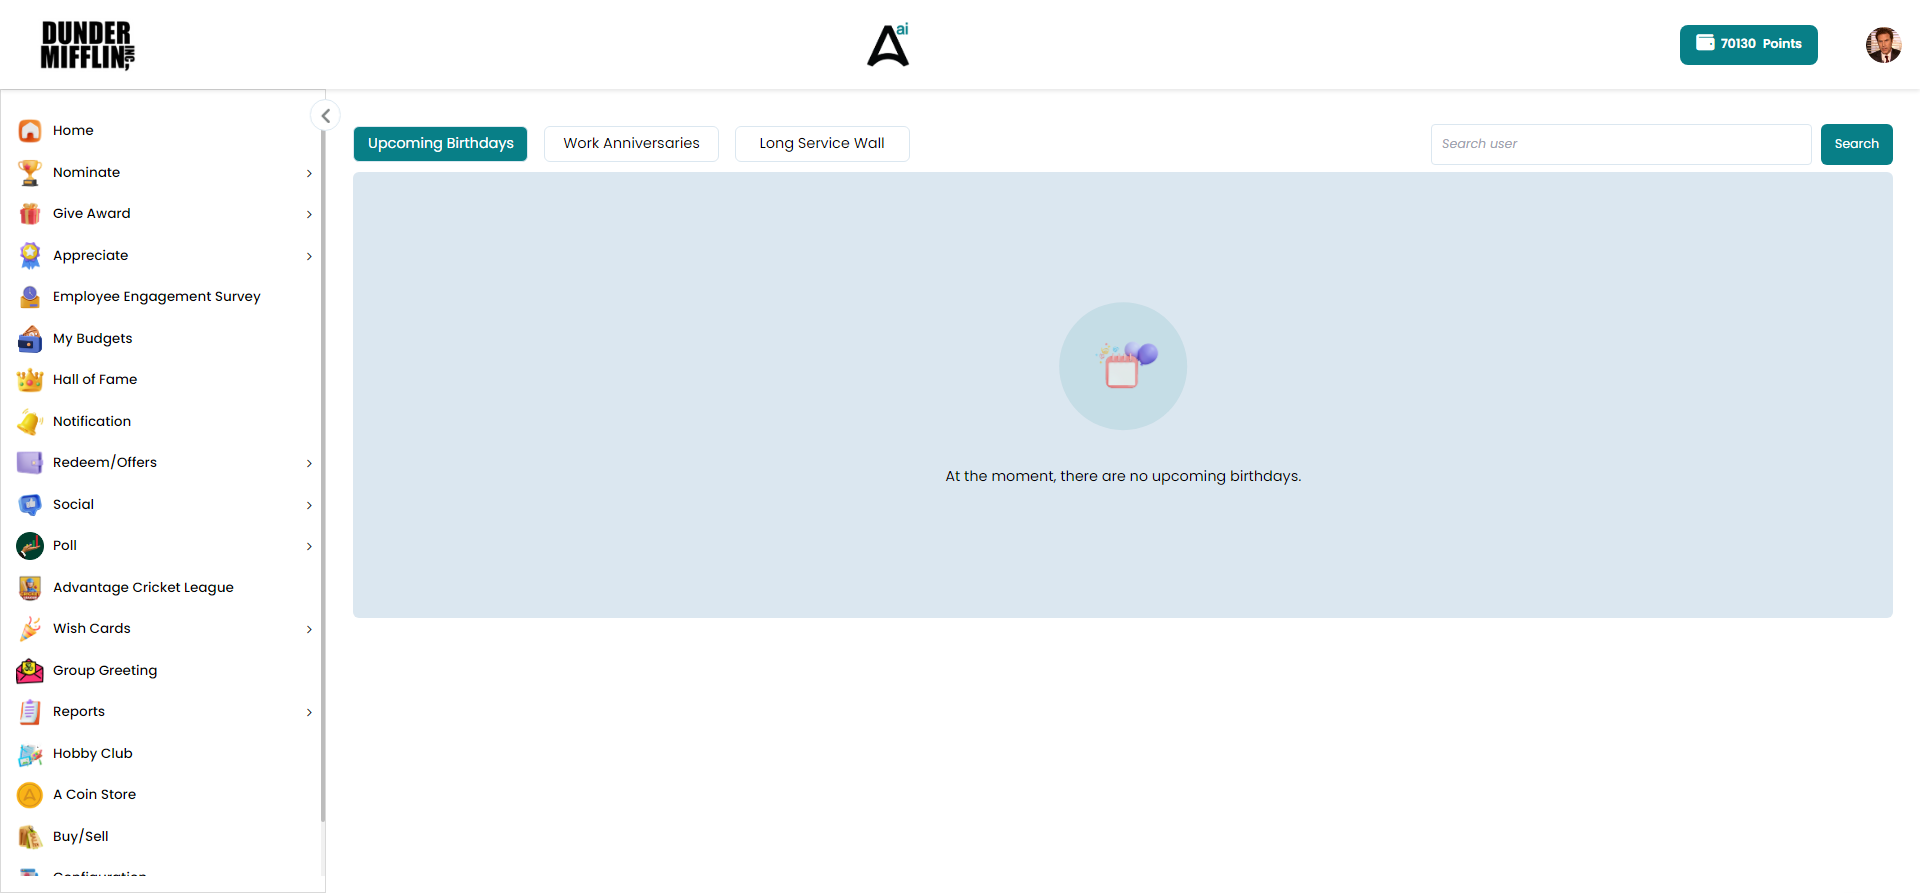 DUNDER
MIFFLIN INC,
ai
70130 Points
Home
Nominate
Give Award
Appreciate
Employee Engagement Survey
My Budgets
Hall of Fame
Notification
Redeem/Offers
Social
Poll
Advantage Cricket League
Wish Cards
Group Greeting
Reports
Hobby Club
A Coin Store
Buy/Sell
Configuration
Upcoming Birthdays
Work Anniversaries
Long Service Wall
Search user
Search
At the moment, there are no upcoming birthdays.